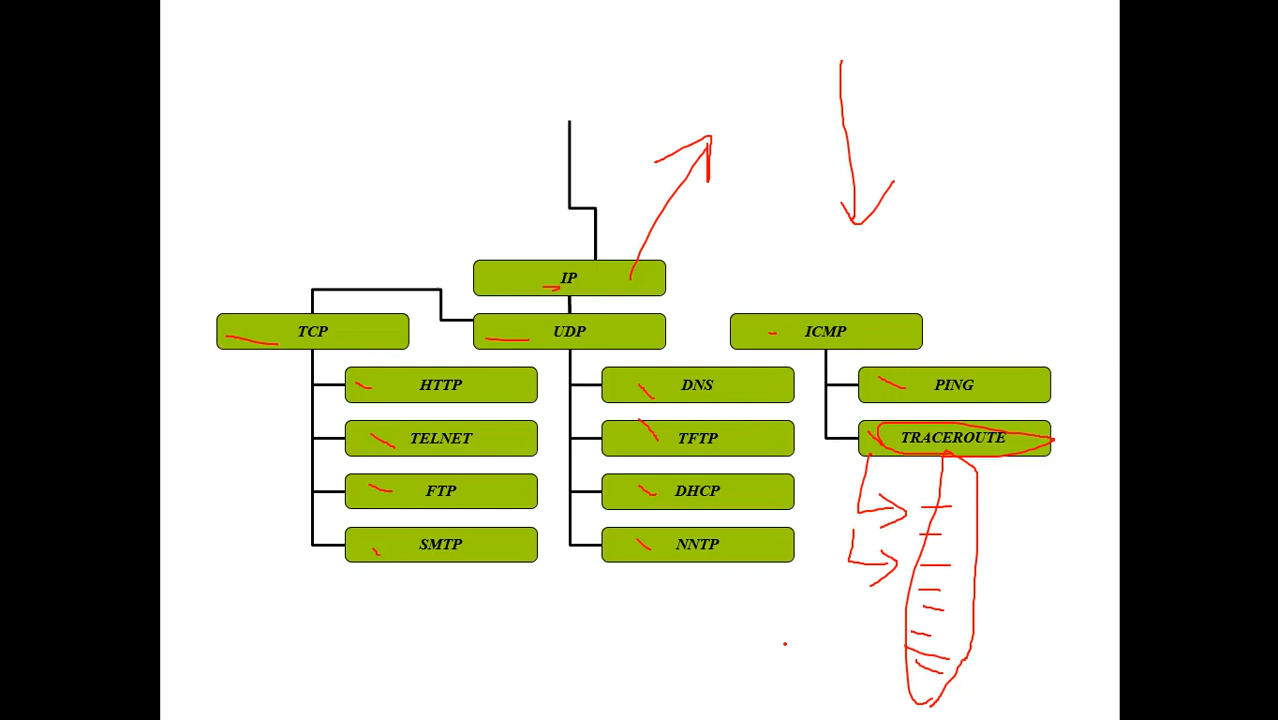 IP
TCP
UDP
ICMP
HTTP
DNS
PING
TELNET
TFTP
TRACEROUTE
FTP
DHCP
SMTP
NNTP